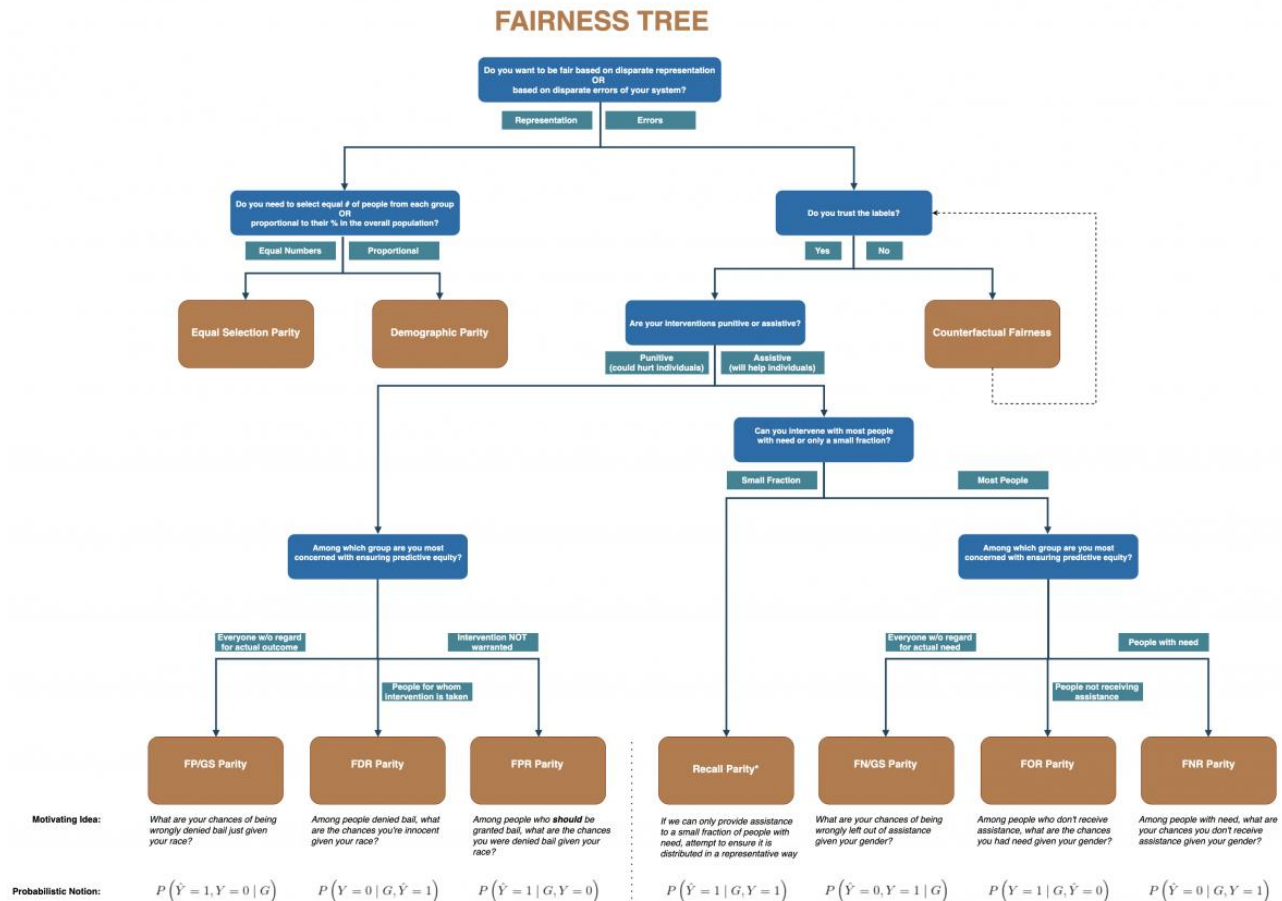 FAIRNESS TREE
Do you want to be fair based on disparate representation
OR
based on disparate errors of your system?
Representation
Errors
Do you need to select equal # of people from each group
OR
proportional to their % in the overall population?
Do you trust the labels?
Equal Numbers
Proportional
Yes
No
Equal Selection Parity
Demographic Parity
Are your interventions punitive or assistive?
Counterfactual Fairness
Punitive
(could hurt individuals)
Assistive
(will help individuals)
Can you intervene with most people
with need or only a small fraction?
Small Fraction
Most People
Among which group are you most
concerned with ensuring predictive equity?
Among which group are you most
concerned with ensuring predictive equity?
Everyone w/o regard
for actual outcome
Intervention NOT
warranted
People for whom
intervention is taken
Everyone w/o regard
for actual need
People with need
People not receiving
assistance
FP/GS Parity
FDR Parity
FPR Parity
Recall Parity*
FN/GS Parity
FOR Parity
FNR Parity
Motivating Idea:
What are your chances of being
wrongly denied bail just given
your race?
Among people denied bail, what
are the chances you're innocent
given your race?
Among people who should be
granted bail, what are the chances
you were denied bail given your
race?
If we can only provide assistance
to a small fraction of people with
need, attempt to ensure it is
distributed in a representative way
What are your chances of being
wrongly left out of assistance
given your gender?
Among people who don't receive
assistance, what are the chances
you had need given your gender?
Among people with need, what are
your chances you don't receive
assistance given your gender?
Probabilistic Notion:
P(Ŷ = 1, Y = 0 | G)
P(Y = 0 | G, Ŷ = 1)
P(Ŷ = 1 | G, Y = 0)
P(Ŷ = 1 | G, Y = 1)
P(Ŷ = 0, Y = 1 | G)
P(Y = 1 | G, Ŷ = 0)
P(Ŷ = 0 | G, Y = 1)